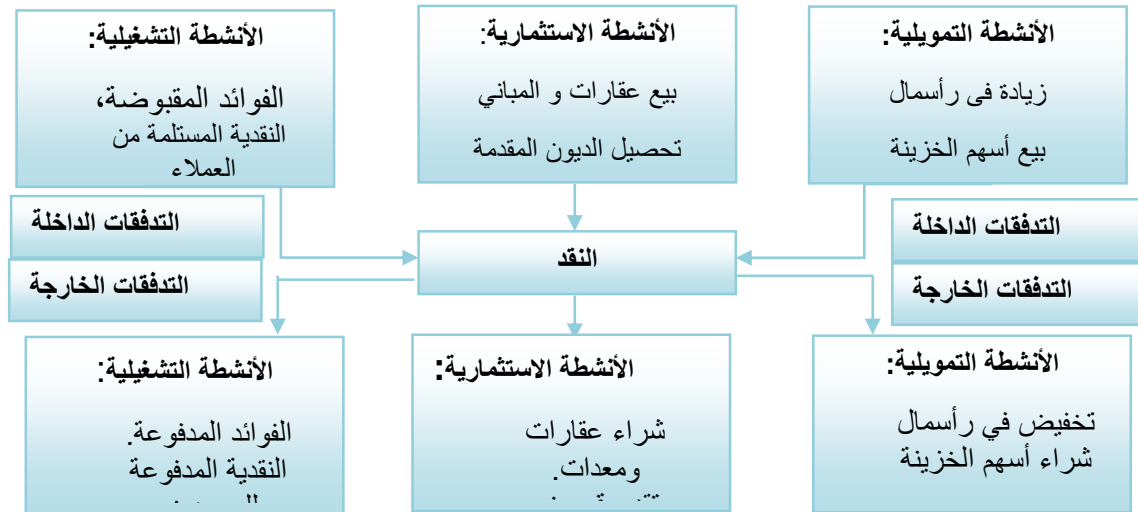 الأنشطة التمويلية:
زيادة في رأسمال
بيع أسهم الخزينة
الأنشطة الاستثمارية:
بيع عقارات و المباني
تحصيل الديون المقدمة
الأنشطة التشغيلية:
الفوائد المقبوضة،
النقدية المستلمة من
العملاء
التدفقات الداخلة
التدفقات الخارجة
النقد
التدفقات الداخلة
التدفقات الخارجة
الأنشطة التمويلية:
تخفيض في رأسمال
شراء أسهم الخزينة
الأنشطة الاستثمارية:
شراء عقارات
ومعدات.
الأنشطة التشغيلية:
الفوائد المدفوعة.
النقدية المدفوعة